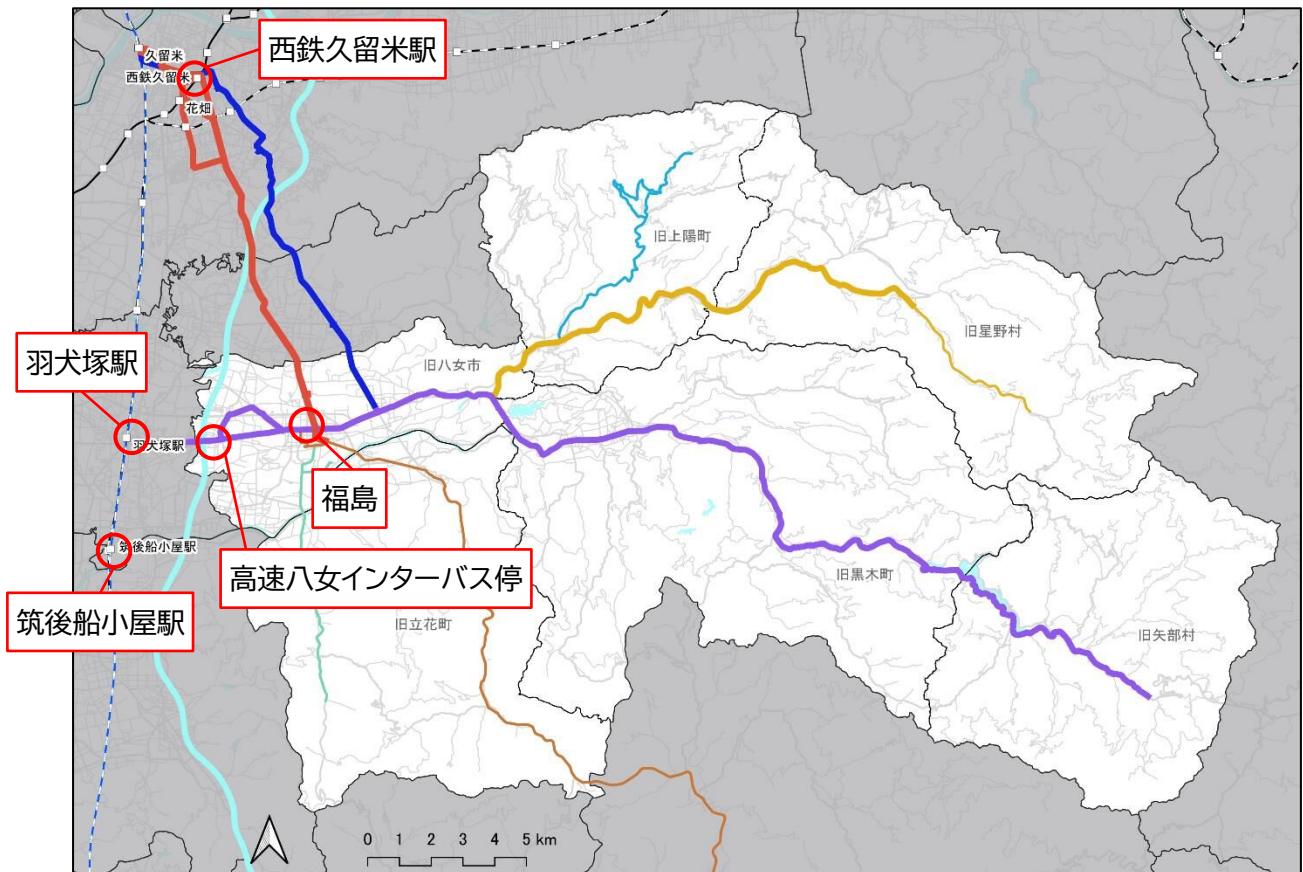 西鉄久留米駅
久留米
西鉄久留米
花畑
旧上陽町
旧星野村
旧八女市
羽犬塚駅
羽犬塚駅
福島
筑後船小屋駅
高速八女インターバス停
旧黒木町
筑後船小屋駅
旧立花町
旧矢部村
0 1 2 3 4 5 km